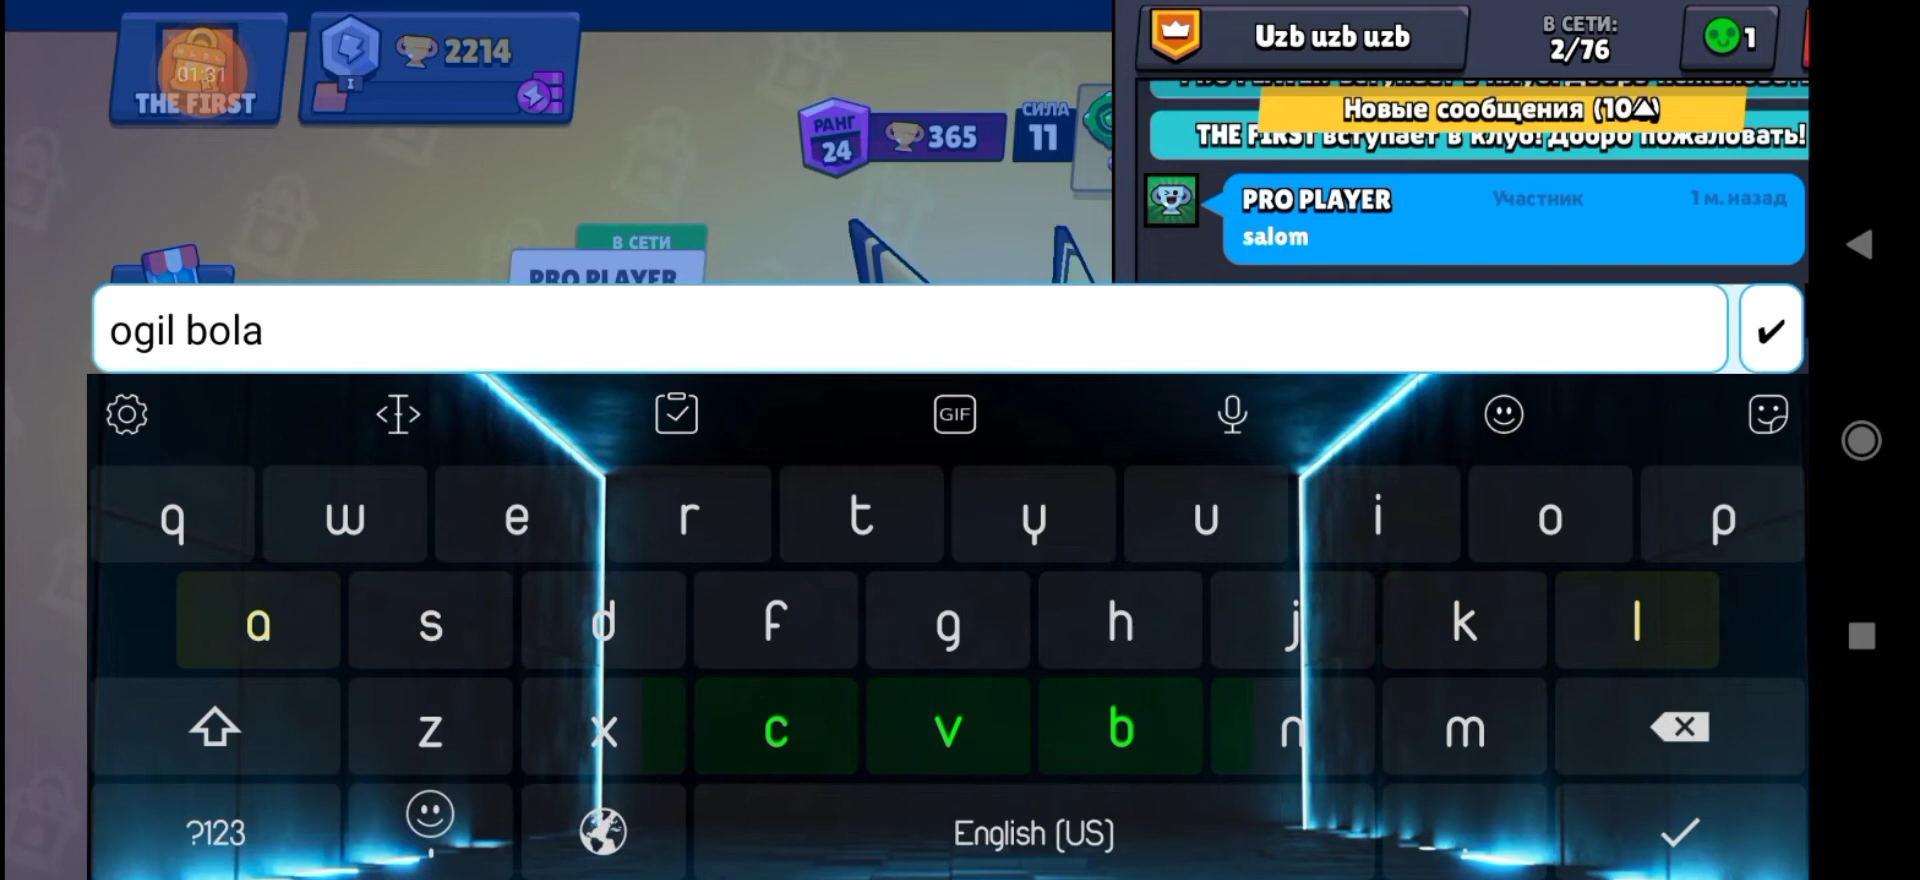 01:31
THE FIRST
2214
I
РАНГ
24
365
СИЛА
11
Uzb uzb uzb
В СЕТИ:
2/76
1
Новые сообщения (10
THE FIRST вступает в клуб! Добро пожаловать!
PRO PLAYER
Участник
1 м. назад
salom
В СЕТИ
PRO PLAYER
ogil bola
GIF
q w e r t y u i o p
a s d f g h j k l
z x c v b n m
?123
English (US)